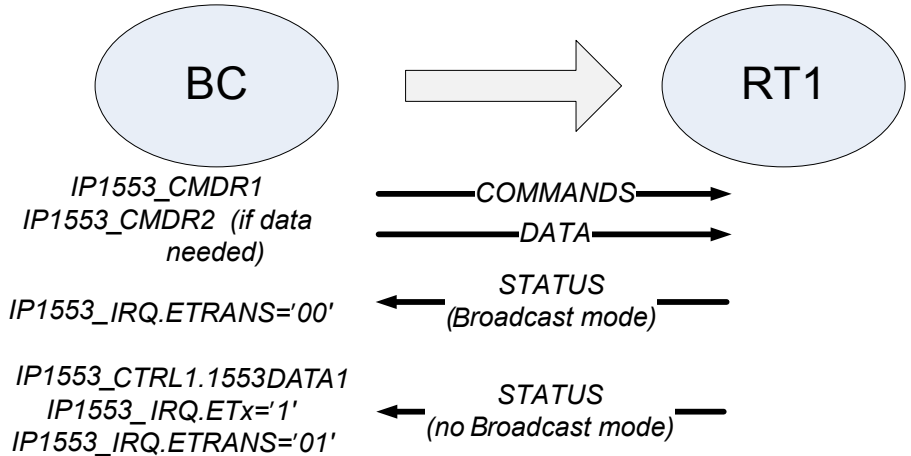 BC
RT1
IP1553_CMDR1
IP1553_CMDR2 (if data
needed)
COMMANDS
DATA
IP1553_IRQ.ETRANS='00'
STATUS
(Broadcast mode)
IP1553_CTRL1.1553DATA1
IP1553_IRQ.ETx='1'
IP1553_IRQ.ETRANS='01'
STATUS
(no Broadcast mode)